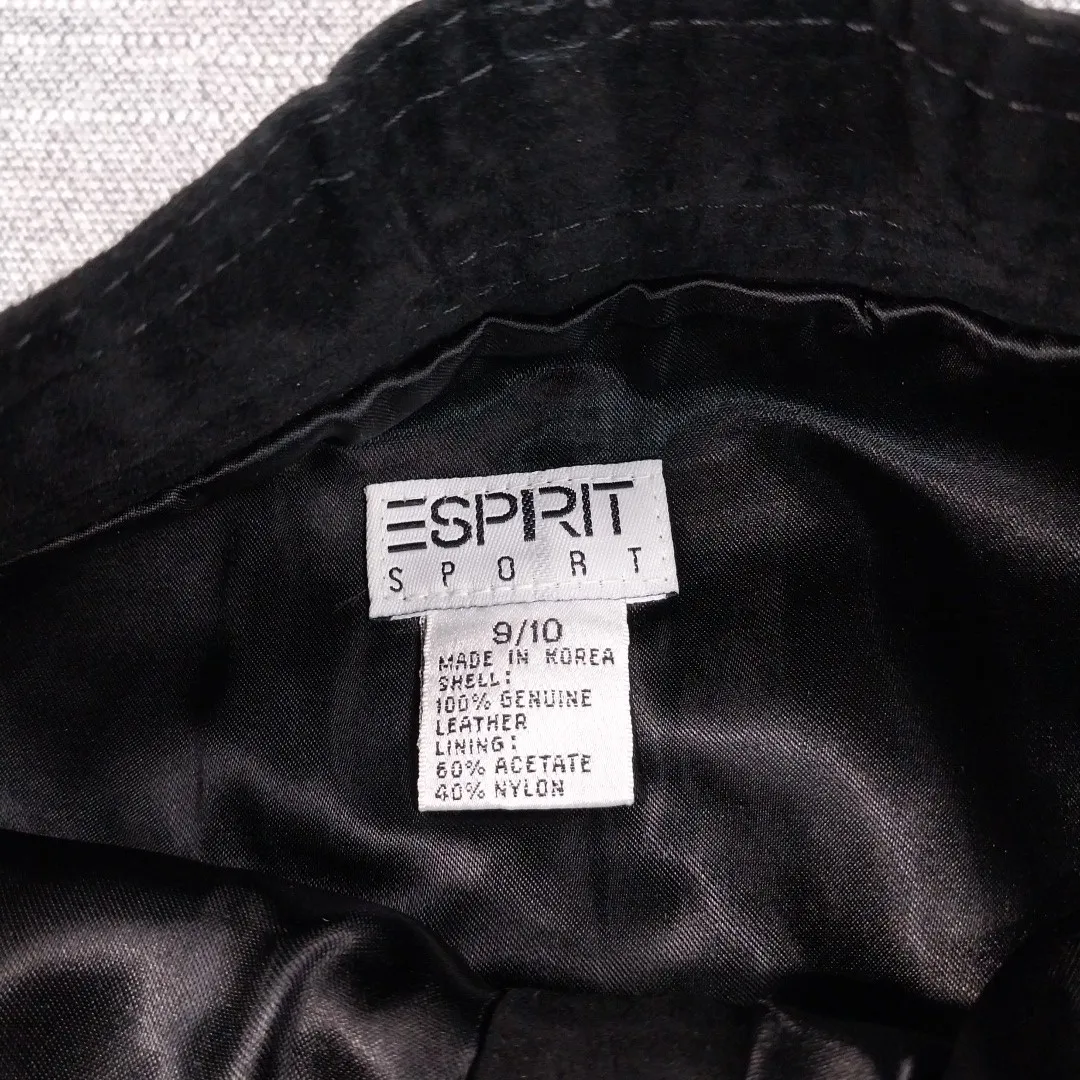 ESPRIT
SPORT
9/10
MADE IN KOREA
SHELL:
100% GENUINE
LEATHER
LINING:
60% ACETATE
40% NYLON